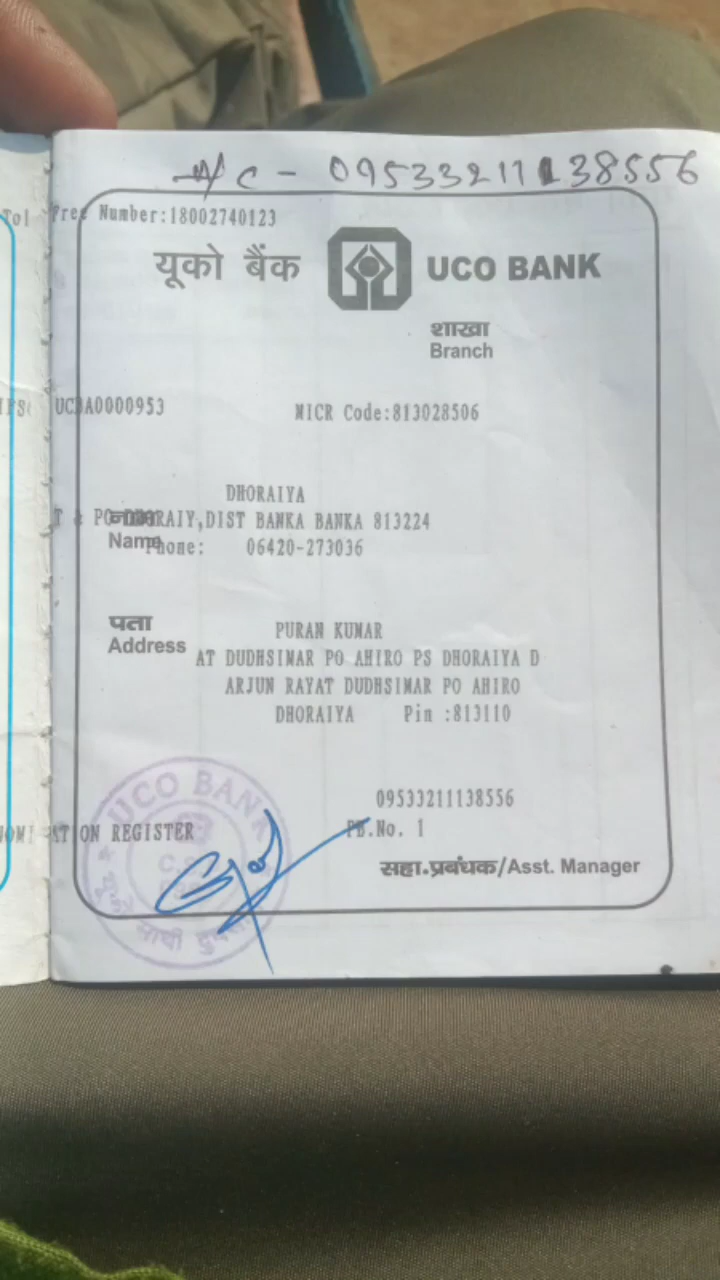 A/C - 09533211138556
Toll Free Number:18002740123
यूको बैंक UCO BANK
शाखा
Branch
UCBA0000953 MICR Code:813028506
DHORAIYA
T & PO DHORAIY,DIST BANKA BANKA 813224
नाम
Name
Phone: 06420-273036
पता
Address
PURAN KUMAR
AT DUDHSIMAR PO AHIRO PS DHORAIYA D
ARJUN RAYAT DUDHSIMAR PO AHIRO
DHORAIYA Pin :813110
UCO BANK
09533211138556
REGISTER
PB.No. 1
सहा.प्रबंधक/Asst. Manager